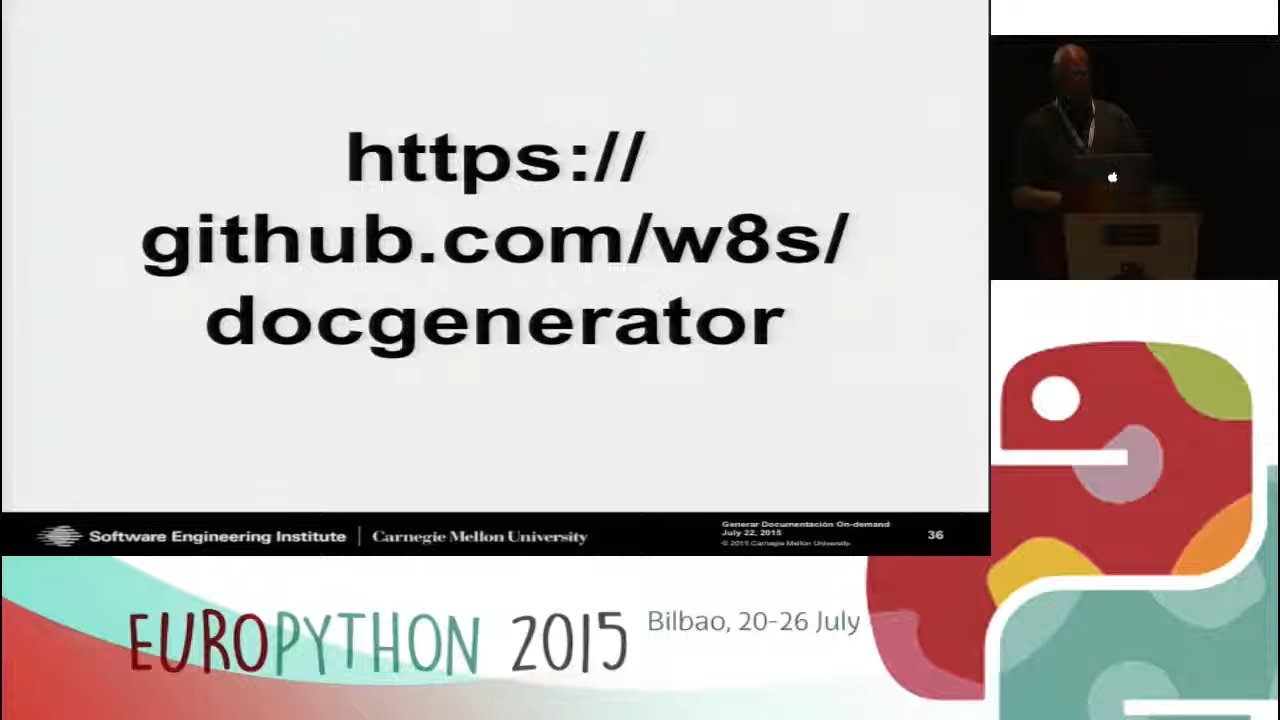 https://
github.com/w8s/
docgenerator
Software Engineering Institute | Carnegie Mellon University
Generar Documentación On-demand
July 22, 2015
© 2015 Carnegie Mellon University
36
EUROPYTHON 2015
Bilbao, 20-26 July